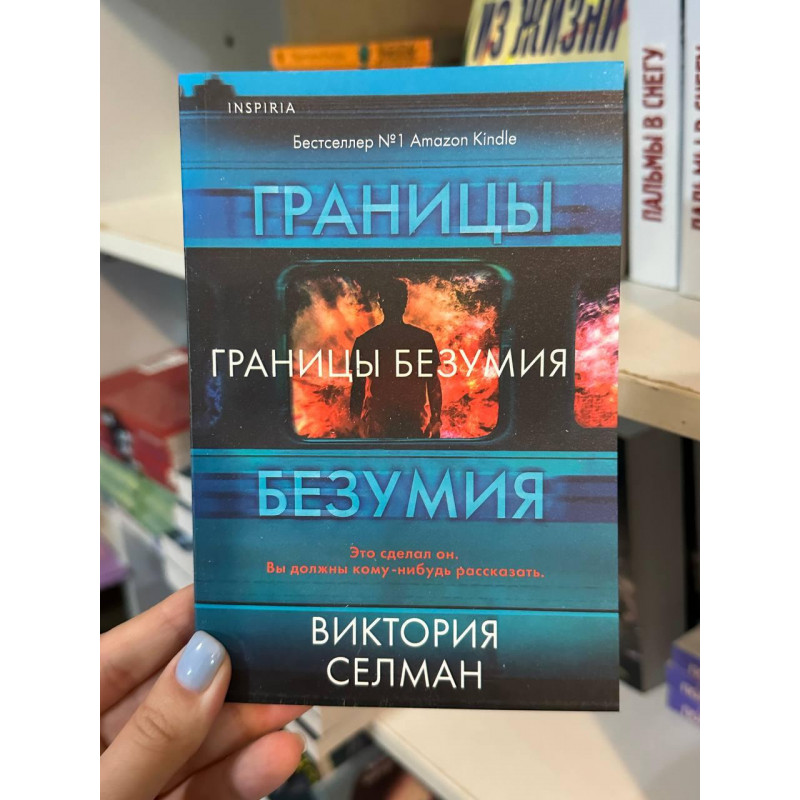 ИЗ ЖИЗНИ
ПАЛЬМЫ В СНЕГУ
INSPIRIA
Бестселлер №1 Amazon Kindle
ГРАНИЦЫ
ГРАНИЦЫ БЕЗУМИЯ
БЕЗУМИЯ
Это сделал он.
Вы должны кому-нибудь рассказать.
ВИКТОРИЯ
СЕЛМАН